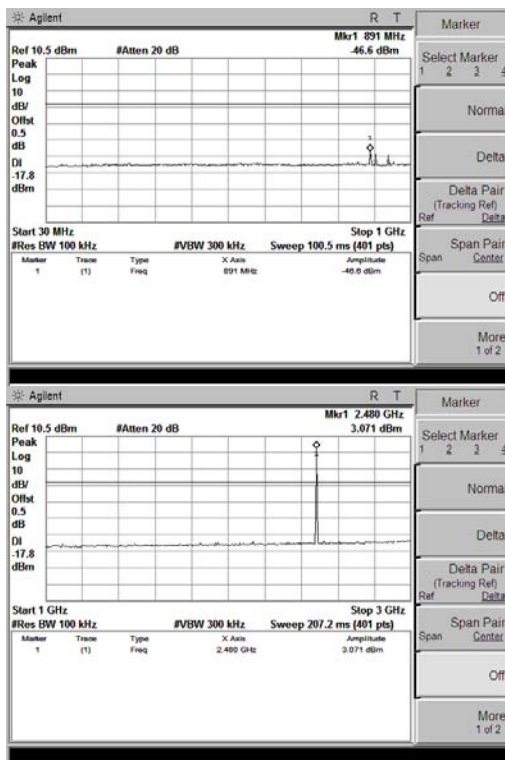 Agilent R T
Mkr1 891 MHz
Ref 10.5 dBm #Atten 20 dB -46.6 dBm
Peak
Log
10
dB/
Offst
0.5
dB
DI
-17.8
dBm
Start 30 MHz Stop 1 GHz
#Res BW 100 kHz #VBW 300 kHz Sweep 100.5 ms (401 pts)
Marker Trace Type X Axis Amplitude
1 (1) Freq 891 MHz -46.6 dBm
Marker
Select Marker
1 2 3 4
Normal
Delta
Delta Pair
(Tracking Ref)
Ref Delta
Span Pair
Span Center
Off
More
1 of 2
Agilent R T
Mkr1 2.480 GHz
Ref 10.5 dBm #Atten 20 dB 3.071 dBm
Peak
Log
10
dB/
Offst
0.5
dB
DI
-17.8
dBm
Start 1 GHz Stop 3 GHz
#Res BW 100 kHz #VBW 300 kHz Sweep 207.2 ms (401 pts)
Marker Trace Type X Axis Amplitude
1 (1) Freq 2.480 GHz 3.071 dBm
Marker
Select Marker
1 2 3 4
Normal
Delta
Delta Pair
(Tracking Ref)
Ref Delta
Span Pair
Span Center
Off
More
1 of 2